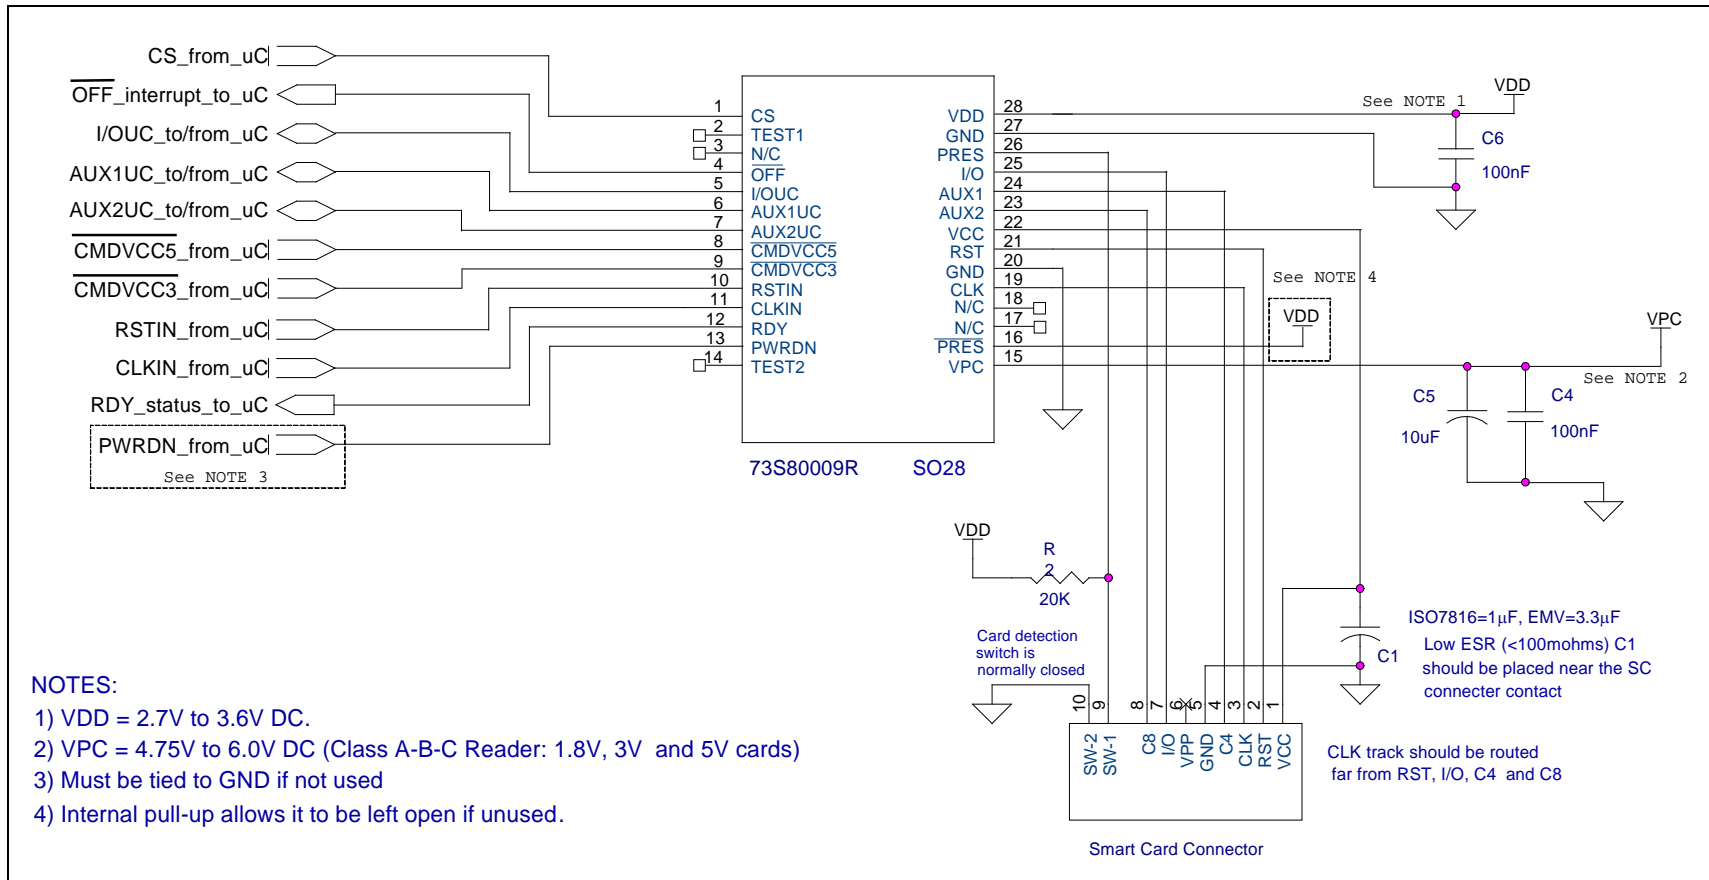 CS_from_uC
OFF_interrupt_to_uC
I/OUC_to/from_uC
AUX1UC_to/from_uC
AUX2UC_to/from_uC
CMDVCC5_from_uC
CMDVCC3_from_uC
RSTIN_from_uC
CLKIN_from_uC
RDY_status_to_uC
PWRDN_from_uC
See NOTE 3
1 CS
2 TEST1
3 N/C
4 OFF
5 I/OUC
6 AUX1UC
7 AUX2UC
8 CMDVCC5
9 CMDVCC3
10 RSTIN
11 CLKIN
12 RDY
13 PWRDN
14 TEST2
VDD 28
GND 27
PRES 26
I/O 25
AUX1 24
AUX2 23
VCC 22
RST 21
GND 20
CLK 19
N/C 18
N/C 17
PRES 16
VPC 15
73S80009R SO28
See NOTE 1
VDD
C6
100nF
See NOTE 4
VDD
VPC
See NOTE 2
C5
10uF
C4
100nF
VDD
R
2
20K
Card detection
switch is
normally closed
C1
ISO7816=1µF, EMV=3.3µF
Low ESR (<100mohms) C1
should be placed near the SC
connecter contact
10 9 8 7 6 5 4 3 2 1
SW-2 SW-1 C8 I/O VPP GND C4 CLK RST VCC
CLK track should be routed
far from RST, I/O, C4 and C8
Smart Card Connector
NOTES:
1) VDD = 2.7V to 3.6V DC.
2) VPC = 4.75V to 6.0V DC (Class A-B-C Reader: 1.8V, 3V and 5V cards)
3) Must be tied to GND if not used
4) Internal pull-up allows it to be left open if unused.